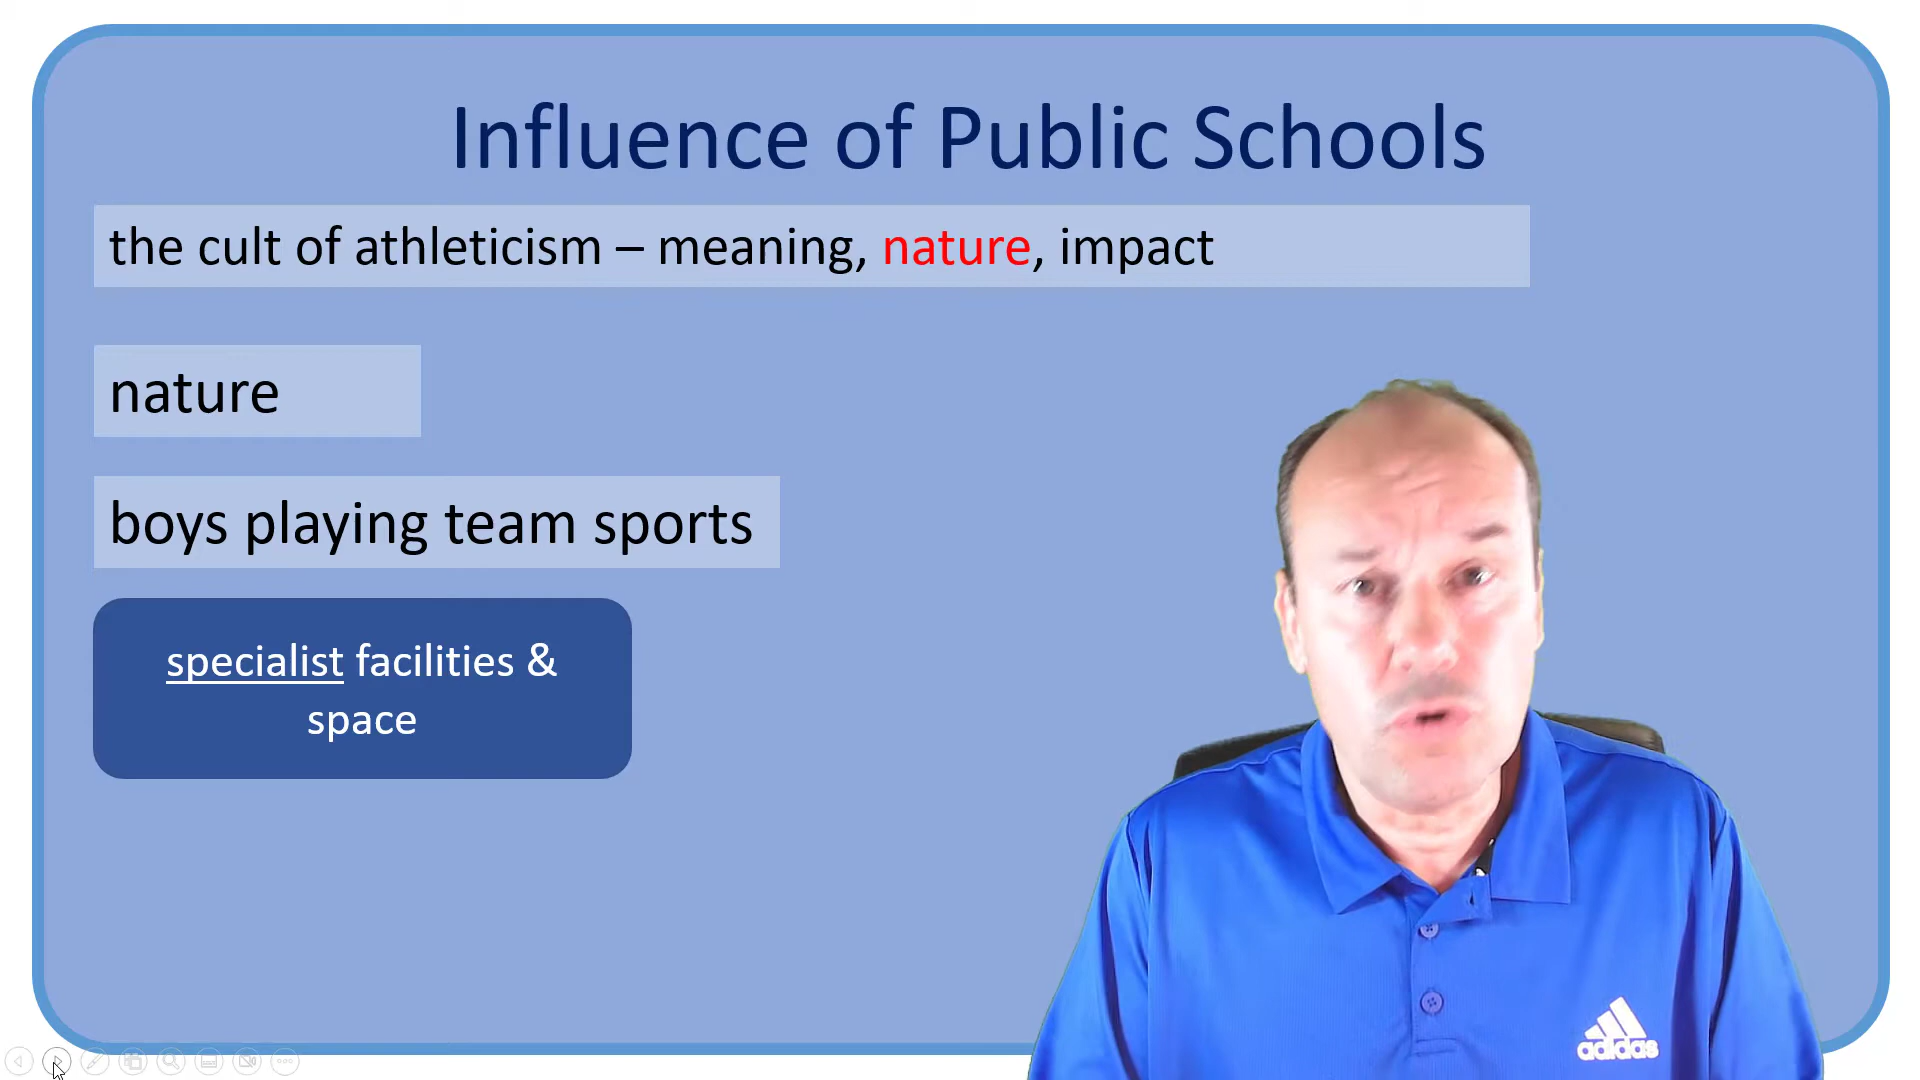 Influence of Public Schools
the cult of athleticism – meaning, nature, impact
nature
boys playing team sports
specialist facilities &
space
adidas